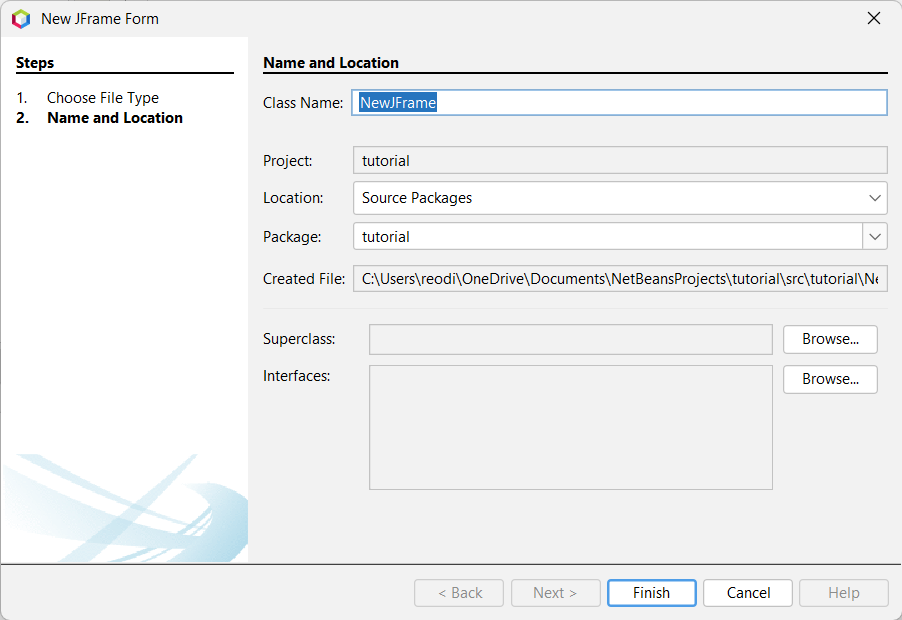 New JFrame Form
Steps
1. Choose File Type
2. Name and Location
Name and Location
Class Name: NewJFrame
Project: tutorial
Location: Source Packages
Package: tutorial
Created File: C:\Users\reodi\OneDrive\Documents\NetBeansProjects\tutorial\src\tutorial\Ne
Superclass: Browse...
Interfaces: Browse...
< Back Next > Finish Cancel Help